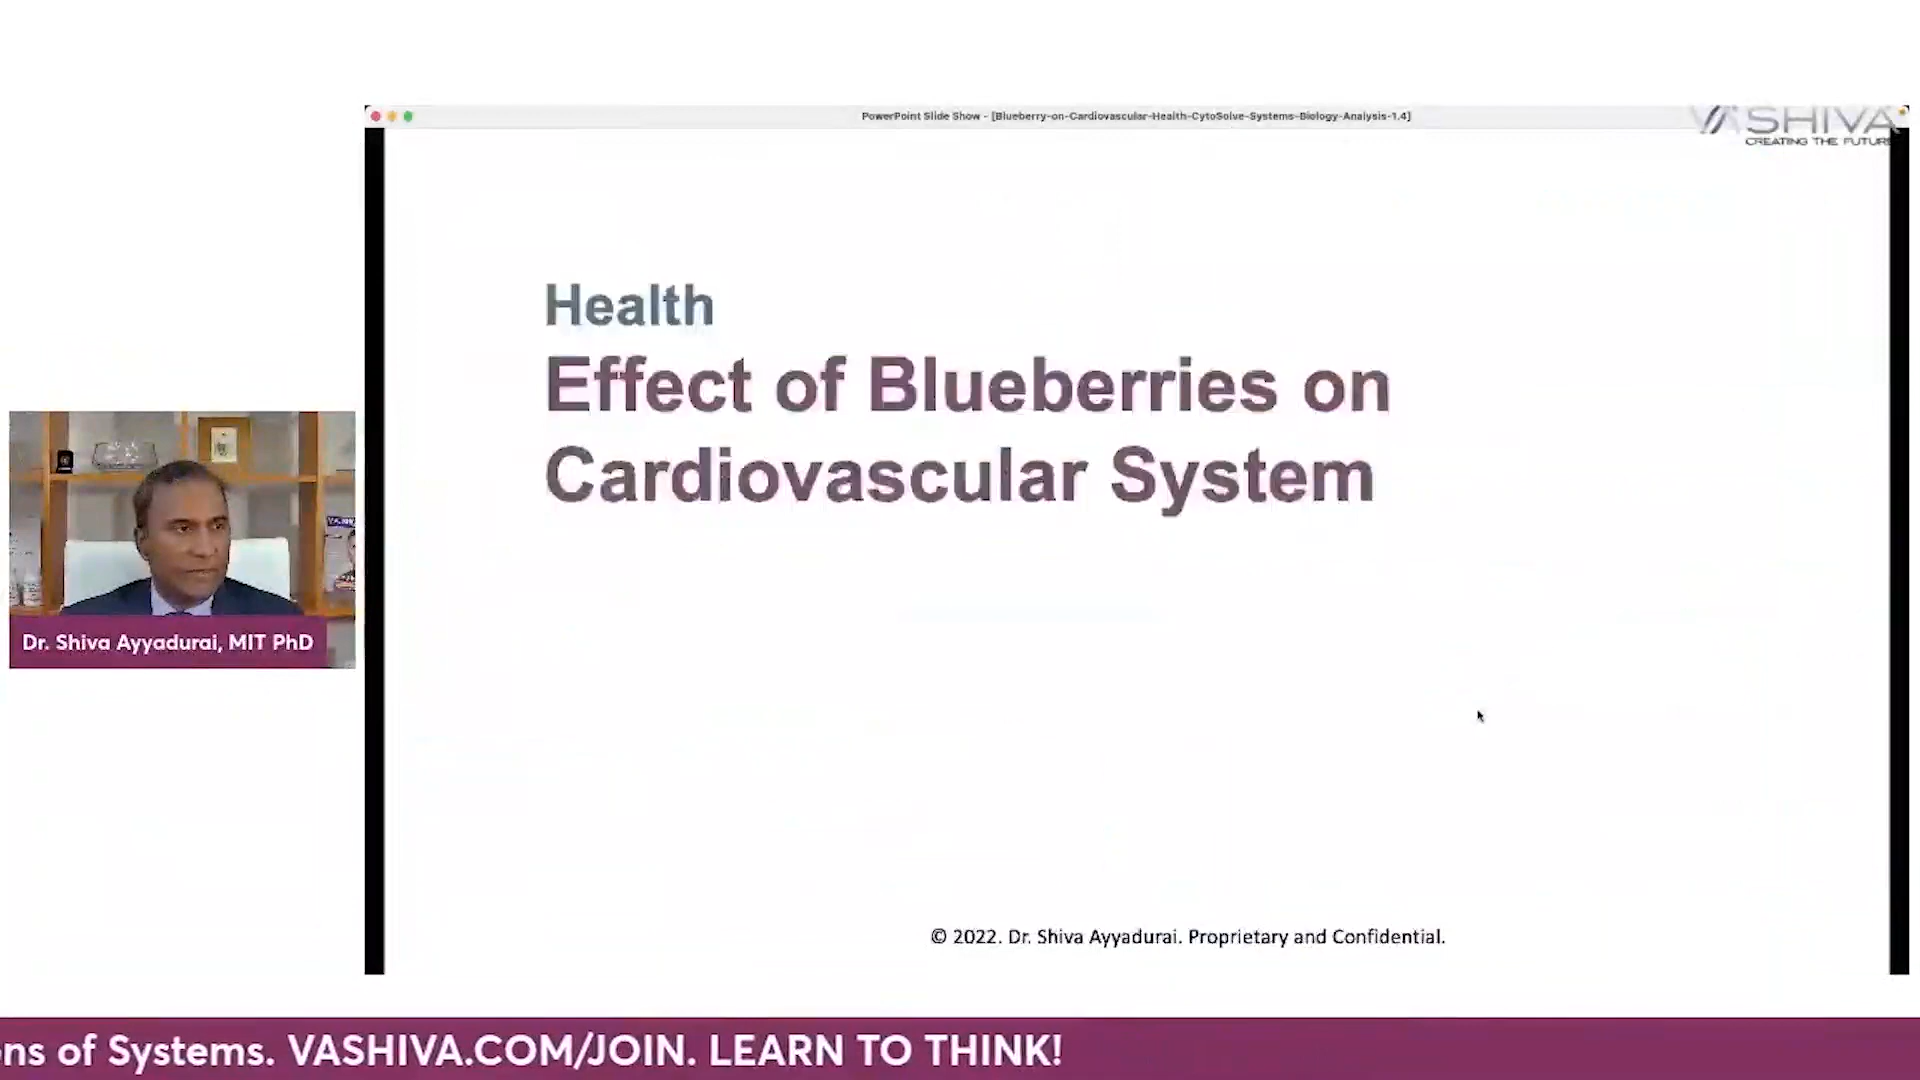 PowerPoint Slide Show - [Blueberry-on-Cardiovascular-Health-CytoSolve-Systems-Biology-Analysis-1.4]
VA SHIVA
CREATING THE FUTURE
Health
Effect of Blueberries on
Cardiovascular System
Dr. Shiva Ayyadurai, MIT PhD
© 2022. Dr. Shiva Ayyadurai. Proprietary and Confidential.
ns of Systems. VASHIVA.COM/JOIN. LEARN TO THINK!